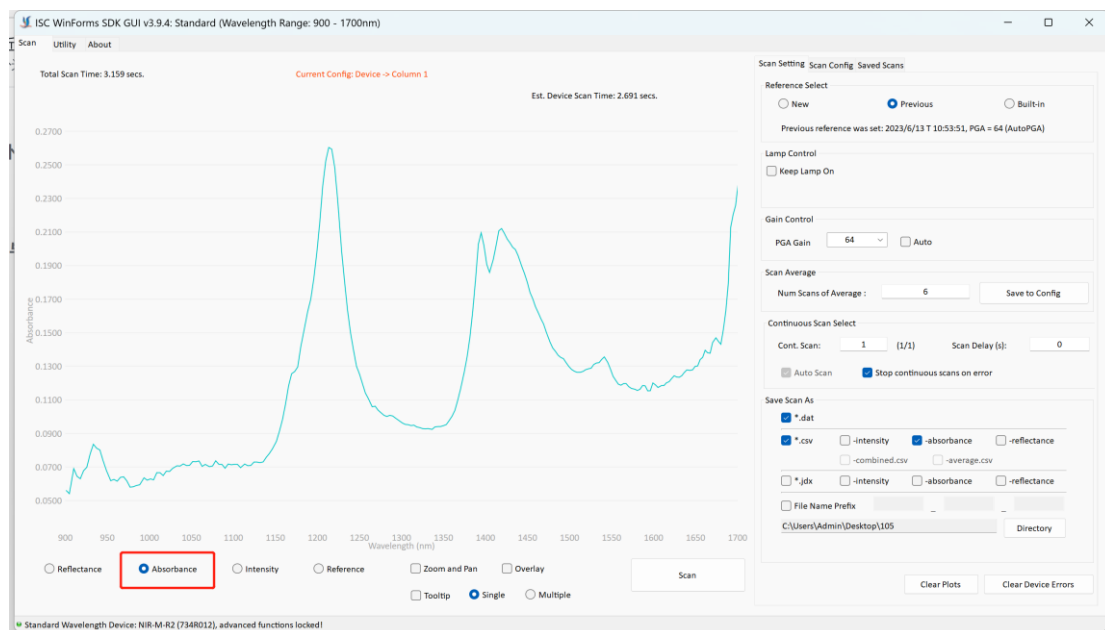 ISC WinForms SDK GUI v3.9.4: Standard (Wavelength Range: 900 - 1700nm)
Scan Utility About
Total Scan Time: 3.159 secs.
Current Config: Device -> Column 1
Est. Device Scan Time: 2.691 secs.
0.2700
0.2500
0.2300
0.2100
0.1900
0.1700
0.1500
0.1300
0.1100
0.0900
0.0700
0.0500
Absorbance
900 950 1000 1050 1100 1150 1200 1250 1300 1350 1400 1450 1500 1550 1600 1650 1700
Wavelength (nm)
Reflectance Absorbance Intensity Reference Zoom and Pan Overlay
Tooltip Single Multiple
Scan
Scan Setting Scan Config Saved Scans
Reference Select
New Previous Built-in
Previous reference was set: 2023/6/13 T 10:53:51, PGA = 64 (AutoPGA)
Lamp Control
Keep Lamp On
Gain Control
PGA Gain 64 Auto
Scan Average
Num Scans of Average : 6 Save to Config
Continuous Scan Select
Cont. Scan: 1 (1/1) Scan Delay (s): 0
Auto Scan Stop continuous scans on error
Save Scan As
*.dat
*.csv -intensity -absorbance -reflectance
-combined.csv -average.csv
*.jdx -intensity -absorbance -reflectance
File Name Prefix _ _
C:\Users\Admin\Desktop\105 Directory
Clear Plots Clear Device Errors
Standard Wavelength Device: NIR-M-R2 (734R012), advanced functions locked!